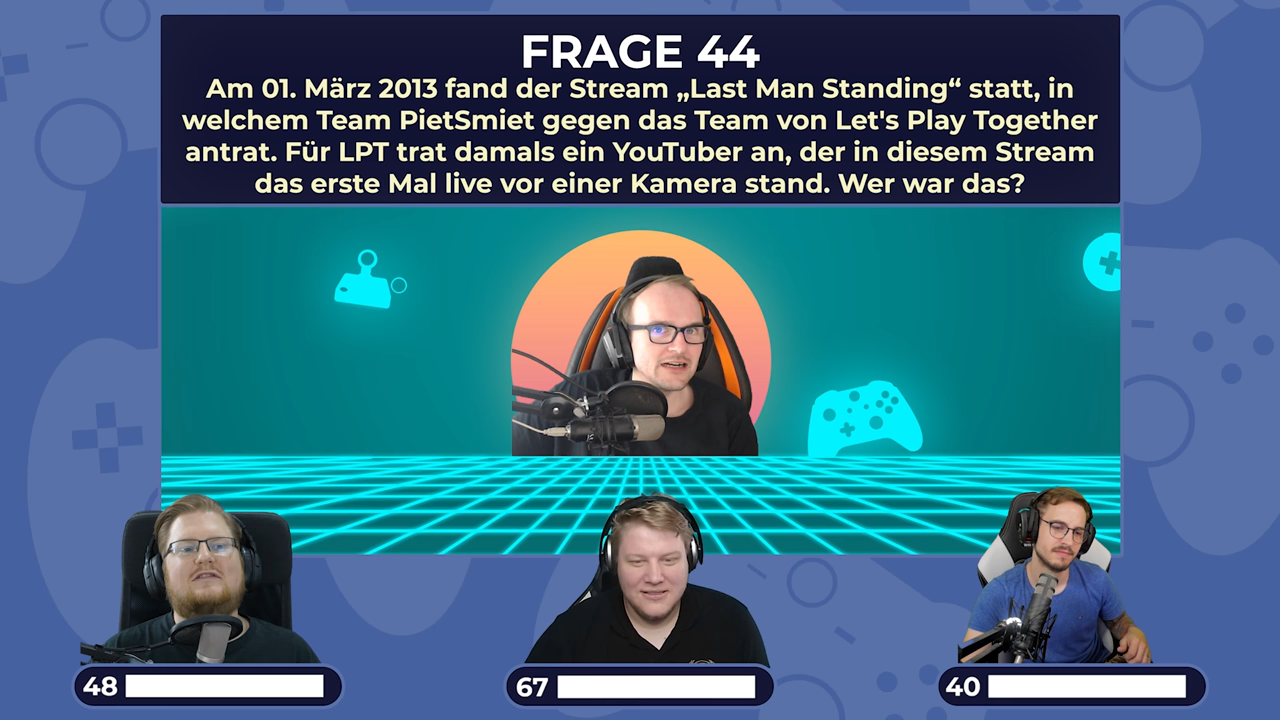 FRAGE 44
Am 01. März 2013 fand der Stream „Last Man Standing“ statt, in
welchem Team PietSmiet gegen das Team von Let's Play Together
antrat. Für LPT trat damals ein YouTuber an, der in diesem Stream
das erste Mal live vor einer Kamera stand. Wer war das?
48
67
40